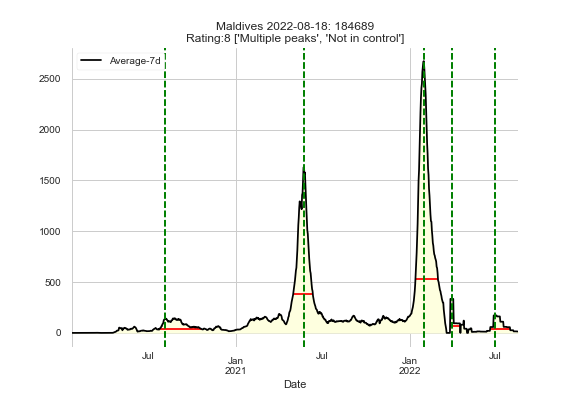 Maldives 2022-08-18: 184689
Rating:8 ['Multiple peaks', 'Not in control']
Average-7d
2500
2000
1500
1000
500
0
Jul
Jan
2021
Jul
Jan
2022
Jul
Date